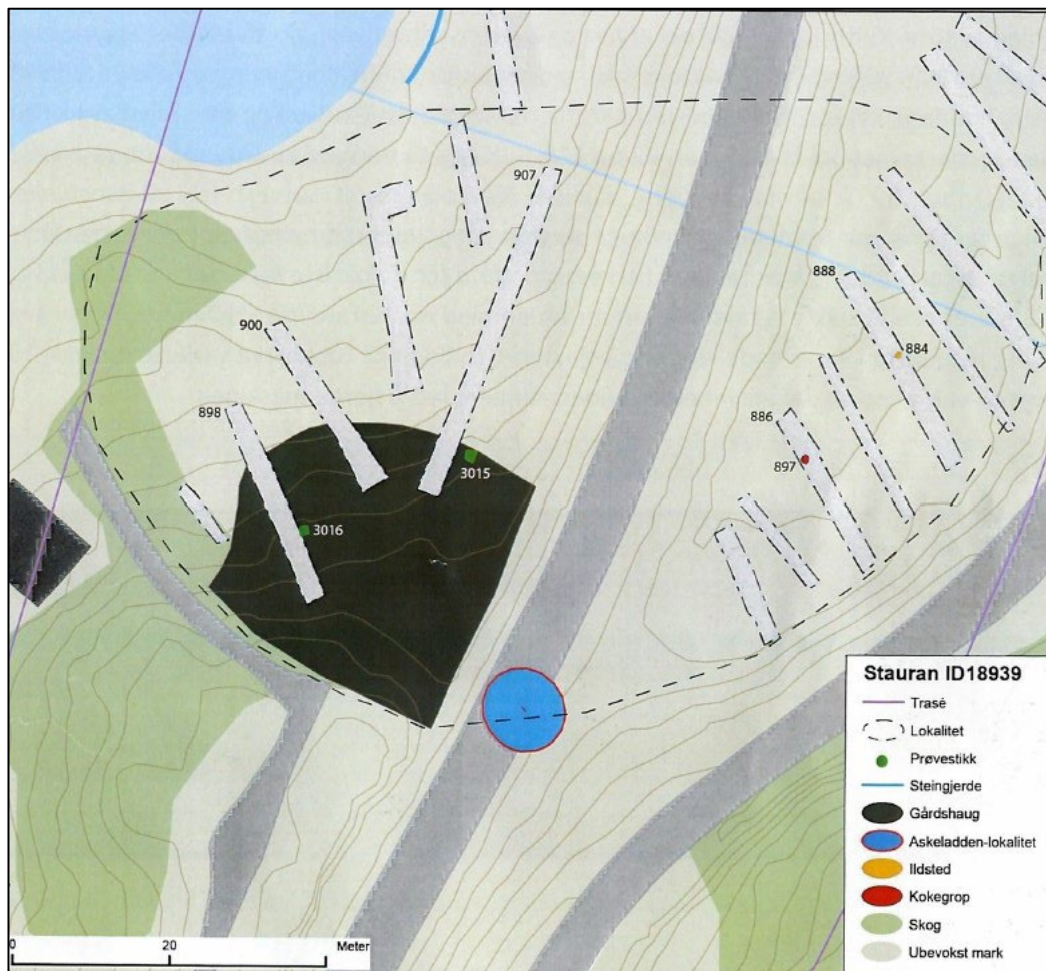 907
888
884
900
898
886
897
3015
3016
Stauran ID18939
Trasé
Lokalitet
Prøvestikk
Steingjerde
Gårdshaug
Askeladden-lokalitet
Ildsted
Kokegrop
Skog
Ubevokst mark
0 20 Meter